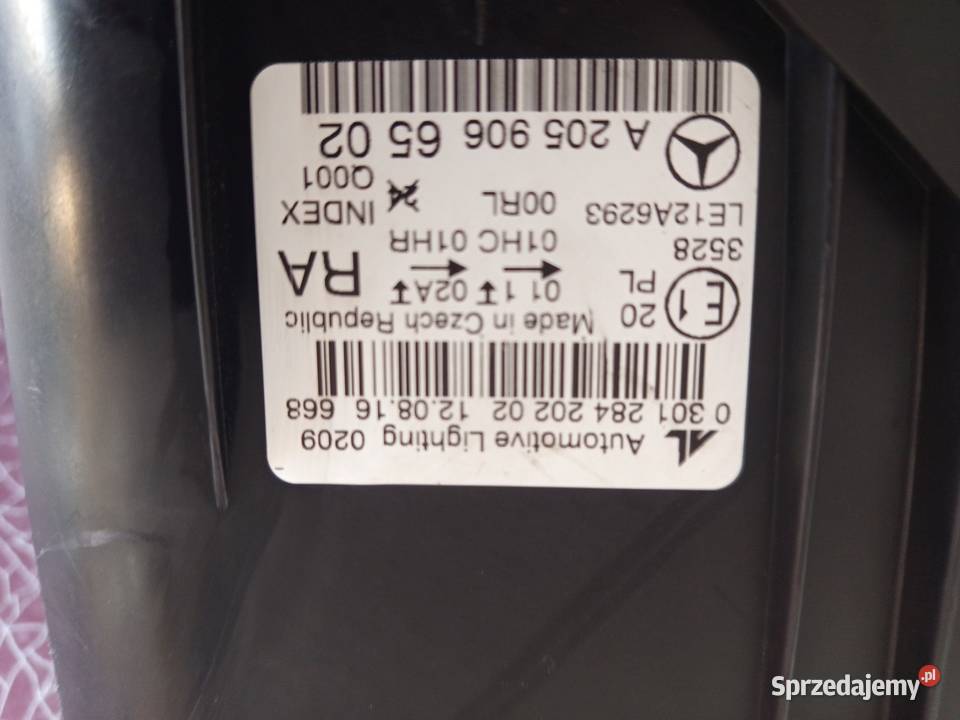 AL Automotive Lighting 0209
0 301 284 202 02 12.08.16 668
Made in Czech Republic
E1 20 PL 01 1 02A RA
3528 01HC 01HR
LE12A6293 00RL INDEX 24
Q001
A 205 906 65 02
Sprzedajemy.pl